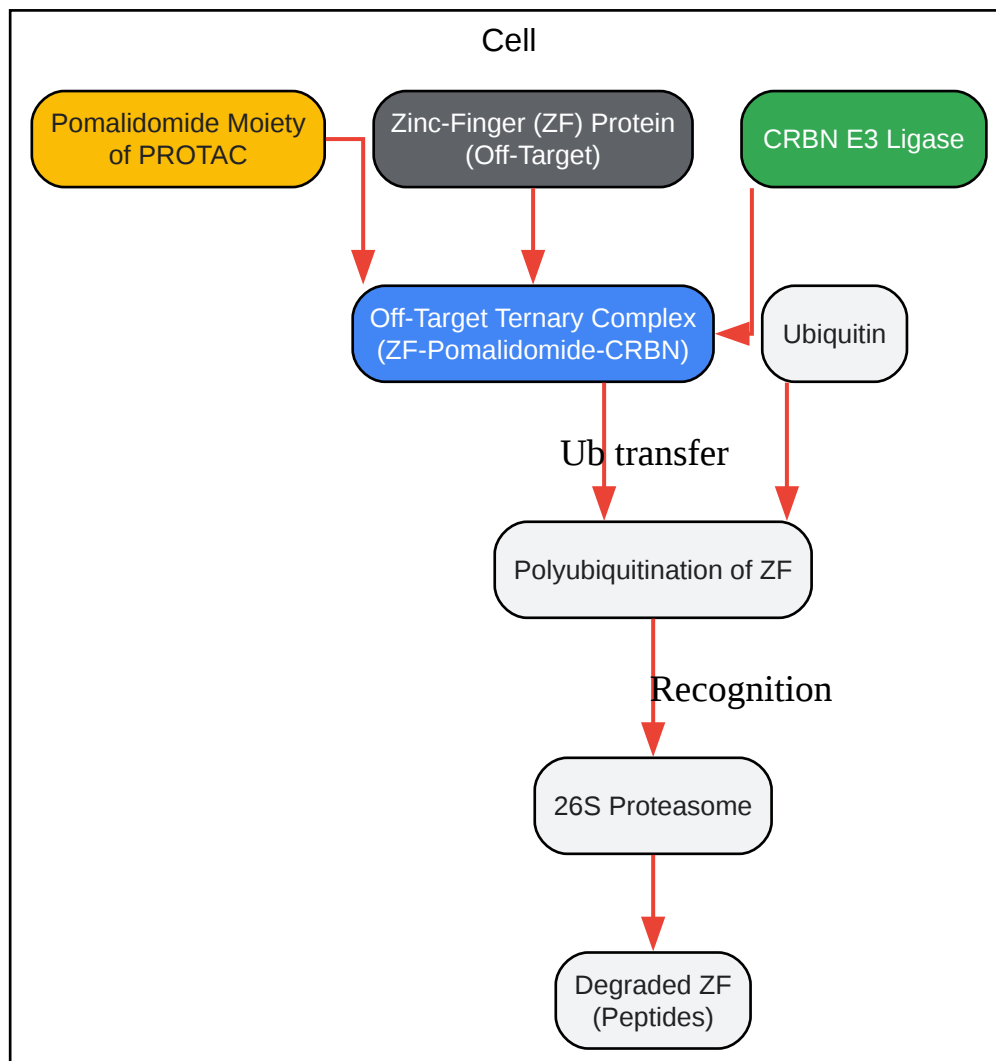 Cell
Pomalidomide Moiety
of PROTAC
Zinc-Finger (ZF) Protein
(Off-Target)
CRBN E3 Ligase
Off-Target Ternary Complex
(ZF-Pomalidomide-CRBN)
Ubiquitin
Ub transfer
Polyubiquitination of ZF
Recognition
26S Proteasome
Degraded ZF
(Peptides)